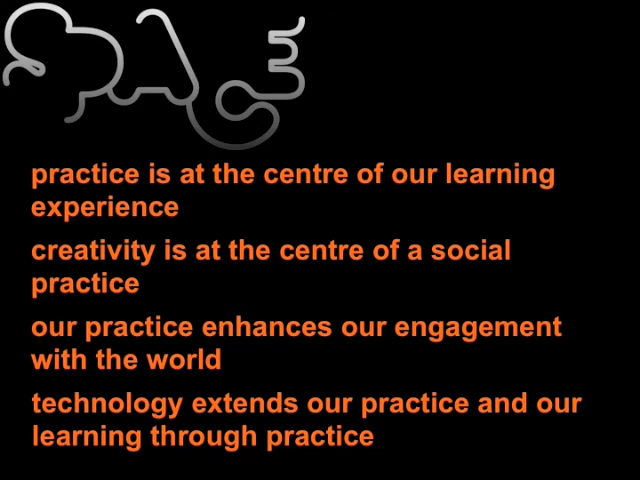 SPACE
practice is at the centre of our learning
experience
creativity is at the centre of a social
practice
our practice enhances our engagement
with the world
technology extends our practice and our
learning through practice